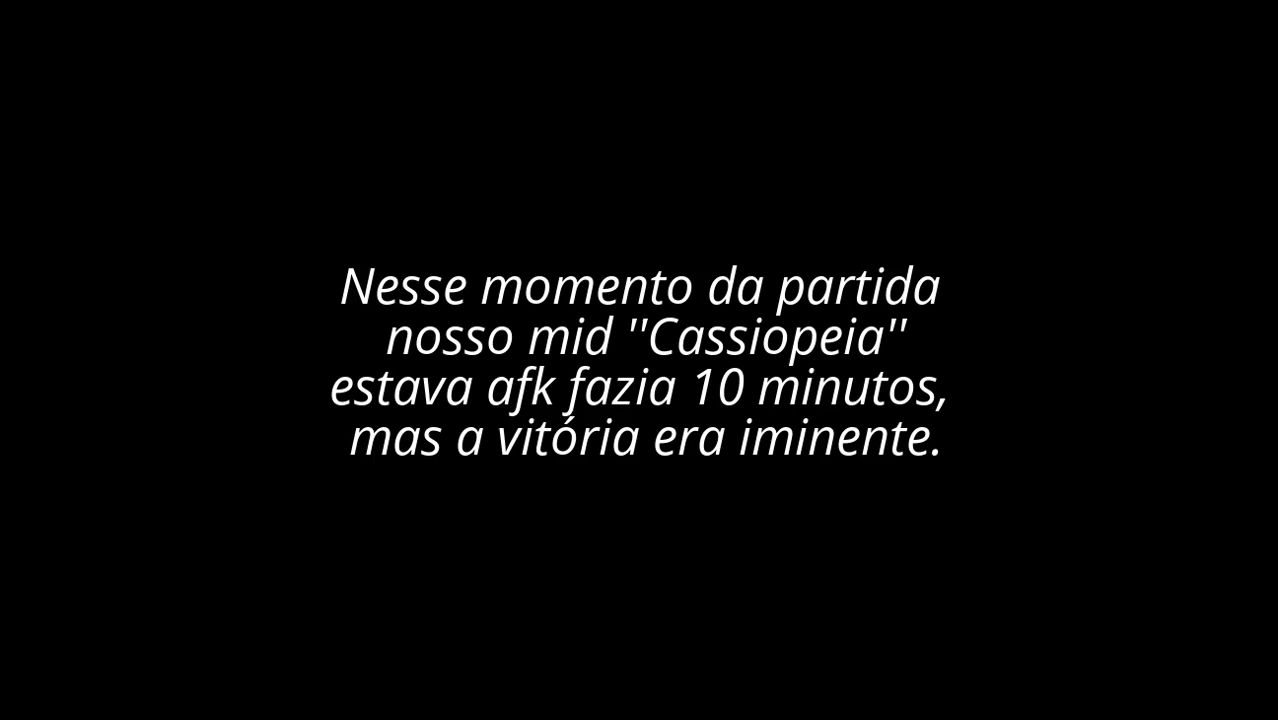 Nesse momento da partida
nosso mid ''Cassiopeia''
estava afk fazia 10 minutos,
mas a vitória era iminente.